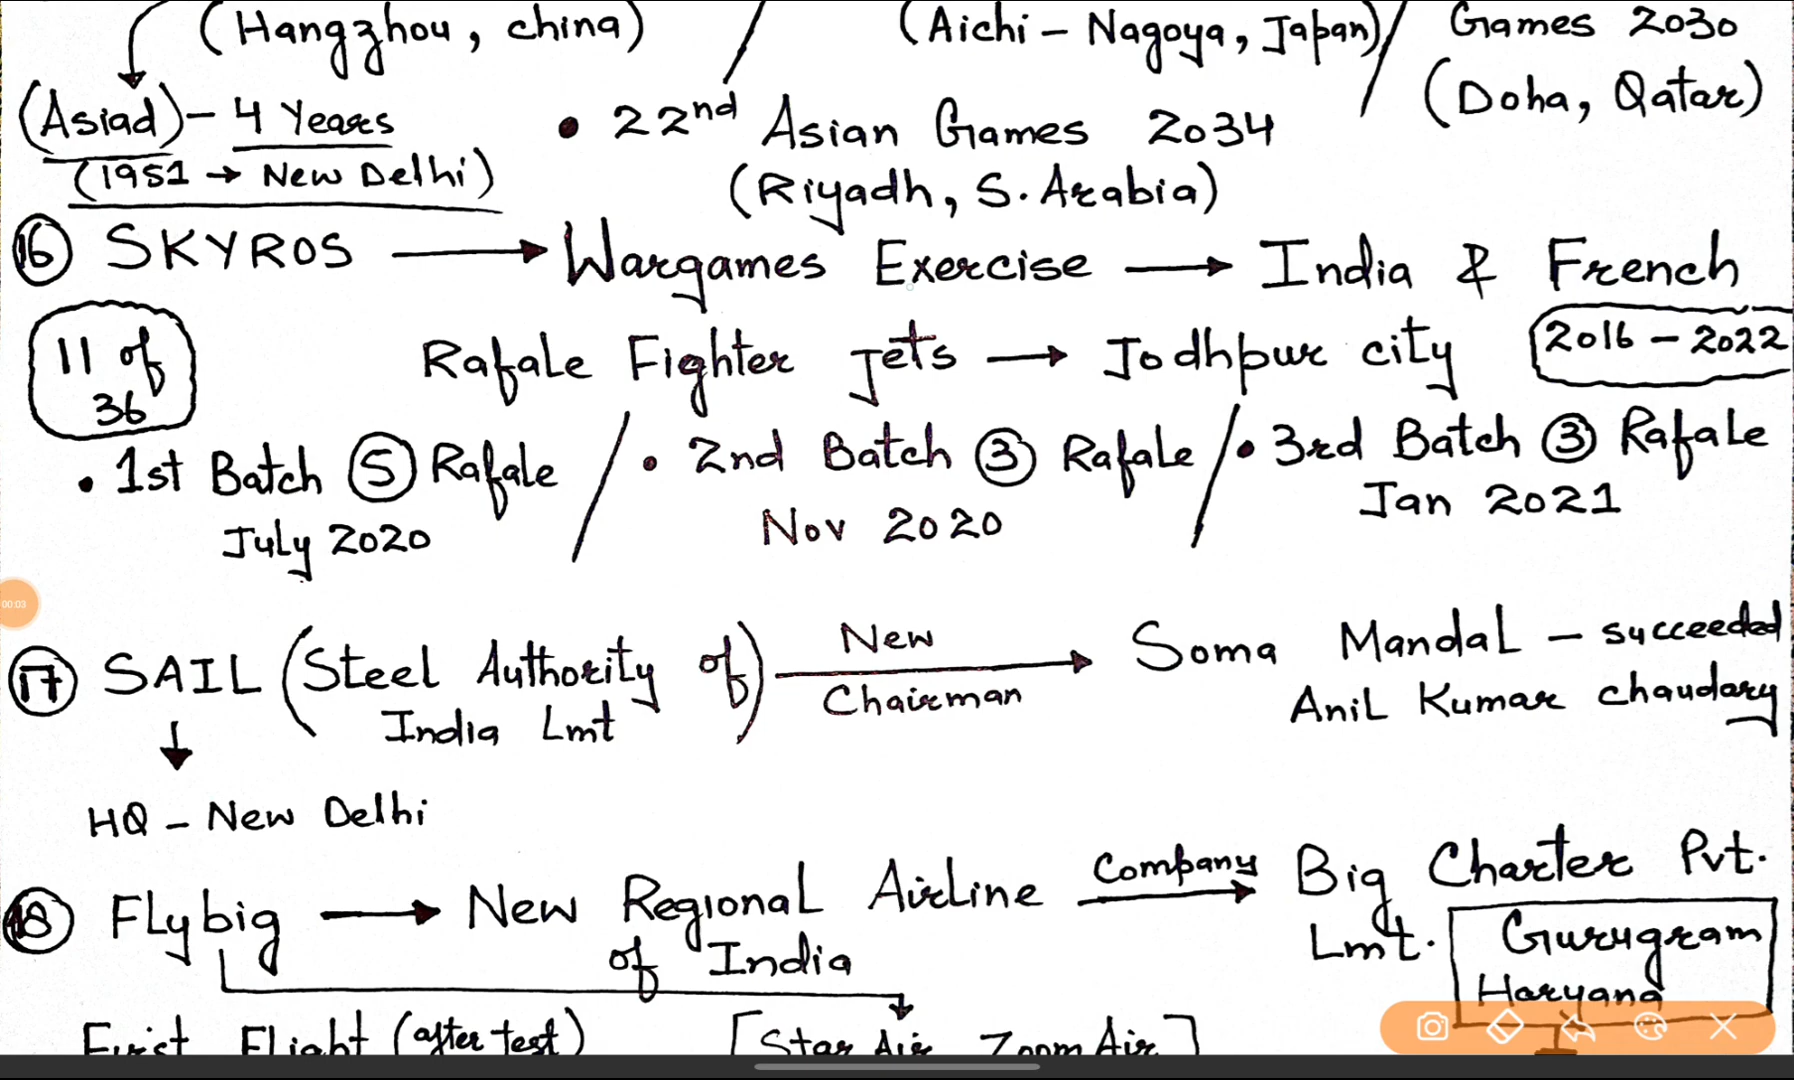 (Hangzhou, china) / (Aichi - Nagoya, Japan) / Games 2030
(Asiad) - 4 Years • 22nd Asian Games 2034 (Doha, Qatar)
(1951 → New Delhi) (Riyadh, S. Arabia)
16 SKYROS → Wargames Exercise → India & French
11 of 36 Rafale Fighter Jets → Jodhpur city 2016 - 2022
• 1st Batch 5 Rafale / • 2nd Batch 3 Rafale / • 3rd Batch 3 Rafale
July 2020 Nov 2020 Jan 2021
00:03
17 SAIL (Steel Authority of India Lmt) New Chairman → Soma Mandal - succeeded
Anil Kumar chaudary
↓
HQ - New Delhi
18 Flybig → New Regional Airline of India Company → Big Charter Pvt. Lmt.
Gurugram
Haryana
First Flight (after test) [Star Air Zoom Air]